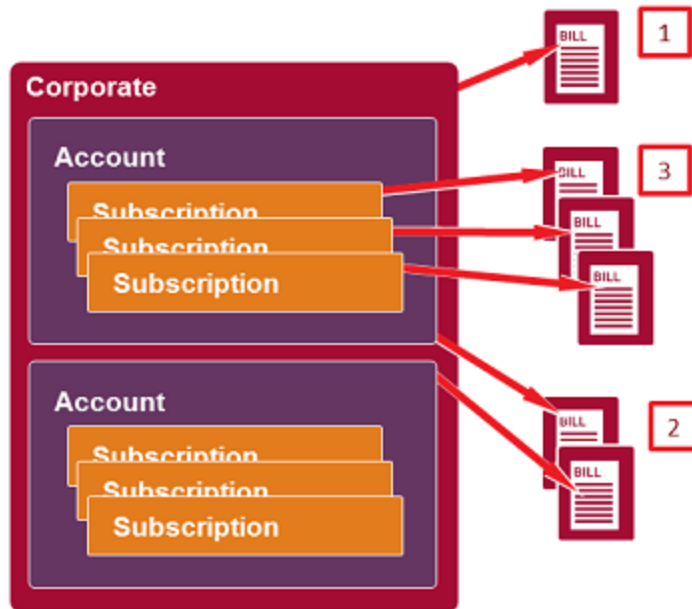 BILL
1
Corporate
Account
BILL
3
Subscription
BILL
Subscription
BILL
Subscription
Account
BILL
2
Subscription
BILL
Subscription
Subscription